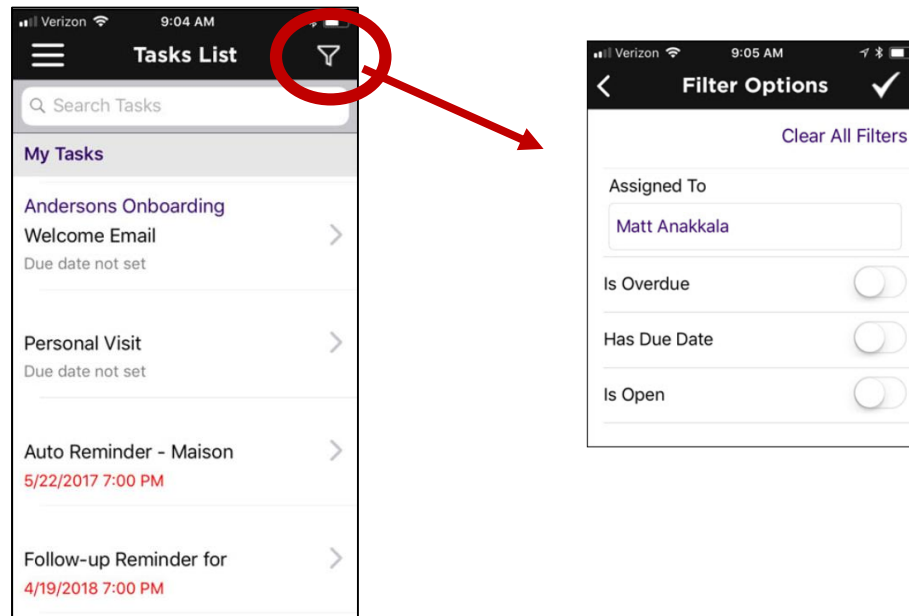 Verizon 9:04 AM
Tasks List
Search Tasks
My Tasks
Andersons Onboarding
Welcome Email
Due date not set
Personal Visit
Due date not set
Auto Reminder - Maison
5/22/2017 7:00 PM
Follow-up Reminder for
4/19/2018 7:00 PM
Verizon 9:05 AM
Filter Options
Clear All Filters
Assigned To
Matt Anakkala
Is Overdue
Has Due Date
Is Open